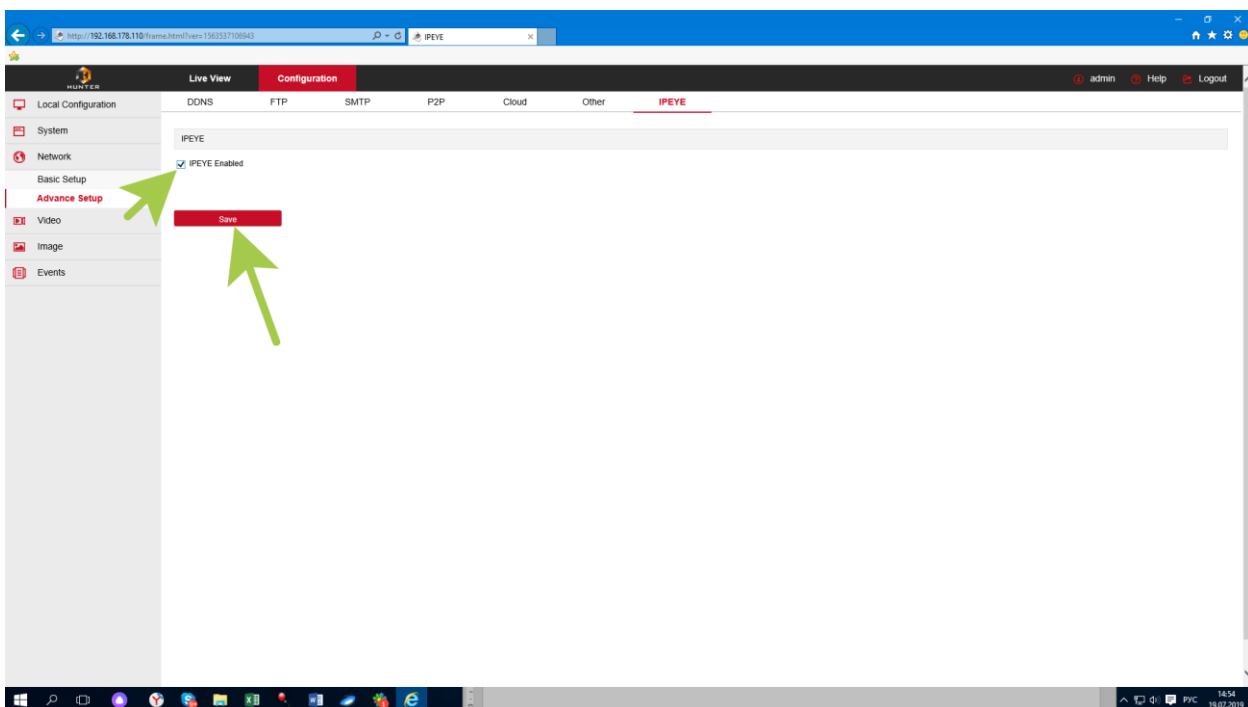 http://192.168.178.110/frame.html?ver=1563537106943
IPEYE
HUNTER
Live View
Configuration
admin
Help
Logout
Local Configuration
DDNS
FTP
SMTP
P2P
Cloud
Other
IPEYE
System
IPEYE
Network
IPEYE Enabled
Basic Setup
Advance Setup
Video
Save
Image
Events
РУС
14:54
19.07.2019